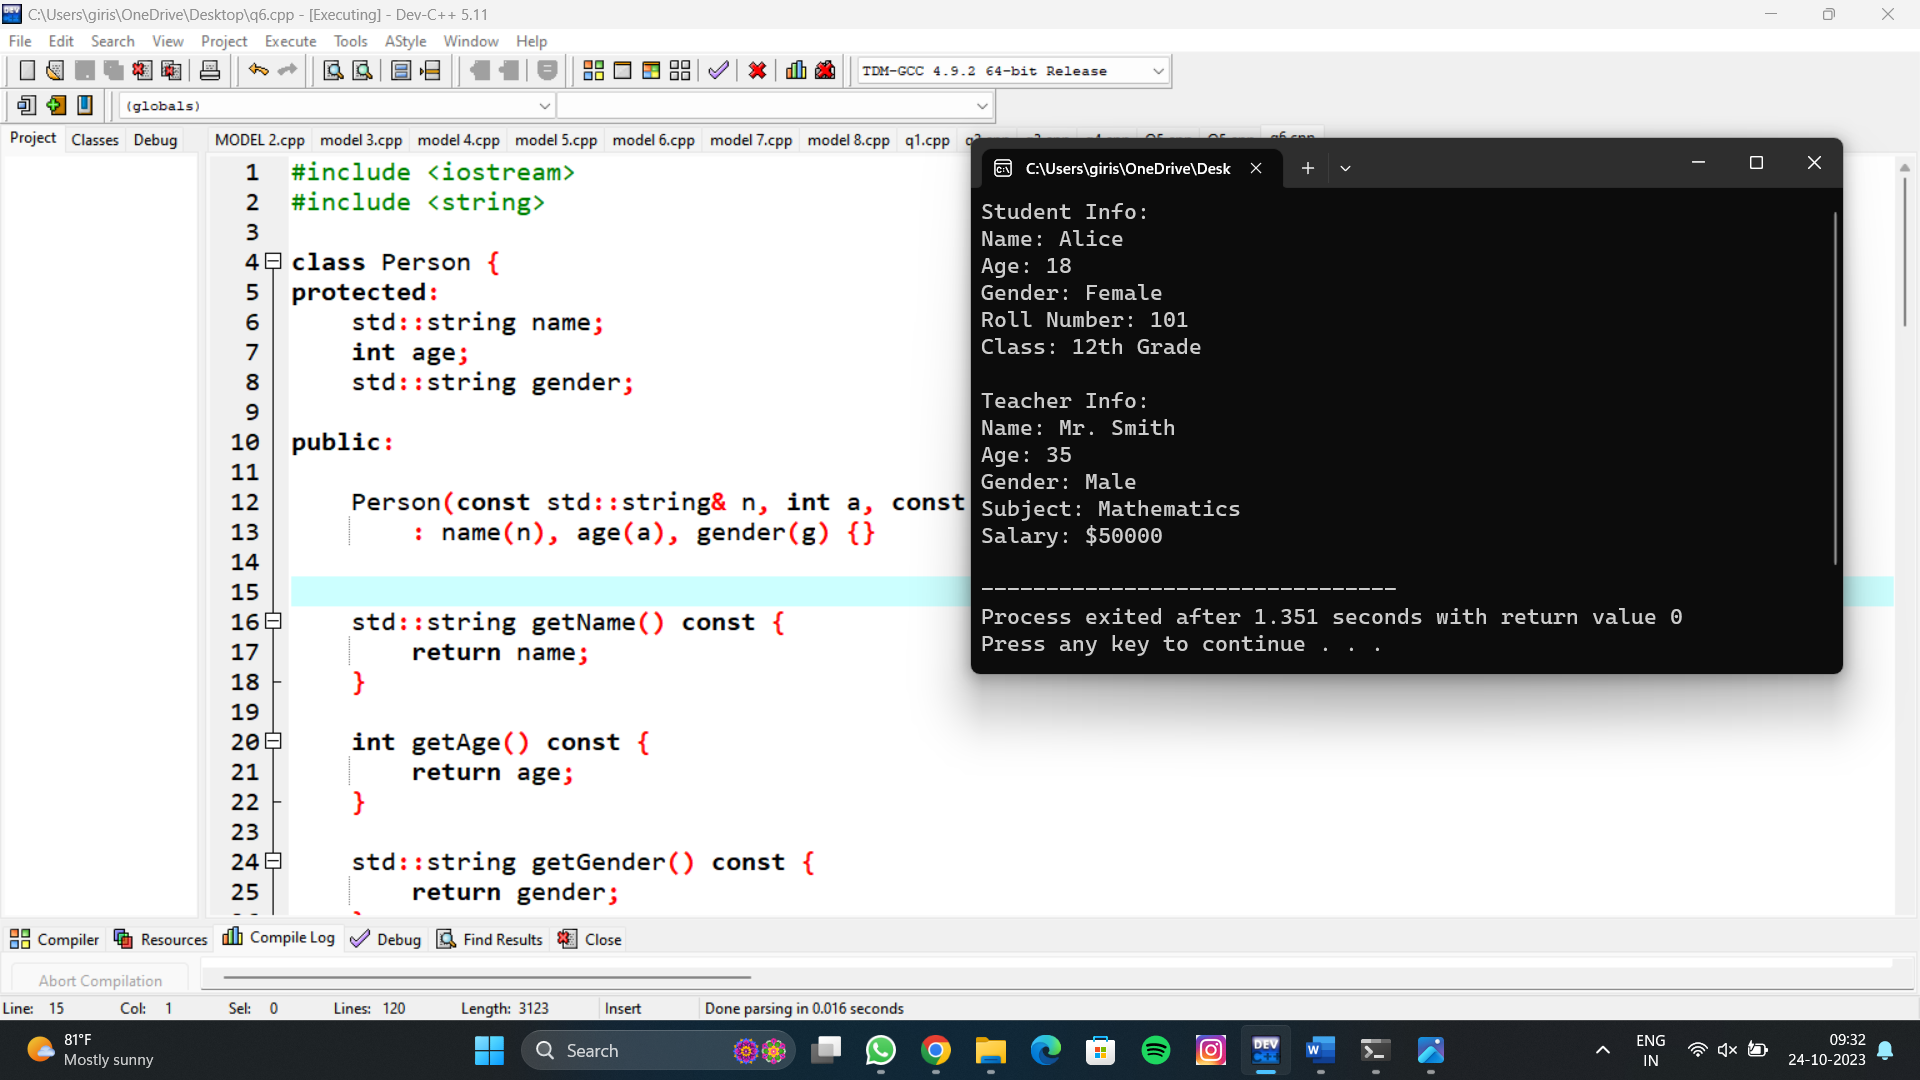 C:\Users\giris\OneDrive\Desktop\q6.cpp - [Executing] - Dev-C++ 5.11
File Edit Search View Project Execute Tools AStyle Window Help
TDM-GCC 4.9.2 64-bit Release
(globals)
Project Classes Debug
MODEL 2.cpp model 3.cpp model 4.cpp model 5.cpp model 6.cpp model 7.cpp model 8.cpp q1.cpp
1 #include <iostream>
2 #include <string>
3
4 class Person {
5 protected:
6 std::string name;
7 int age;
8 std::string gender;
9
10 public:
11
12 Person(const std::string& n, int a, const
13 : name(n), age(a), gender(g) {}
14
15
16 std::string getName() const {
17 return name;
18 }
19
20 int getAge() const {
21 return age;
22 }
23
24 std::string getGender() const {
25 return gender;
C:\Users\giris\OneDrive\Desk
Student Info:
Name: Alice
Age: 18
Gender: Female
Roll Number: 101
Class: 12th Grade
Teacher Info:
Name: Mr. Smith
Age: 35
Gender: Male
Subject: Mathematics
Salary: $50000
--------------------------------
Process exited after 1.351 seconds with return value 0
Press any key to continue . . .
Compiler Resources Compile Log Debug Find Results Close
Abort Compilation
Line: 15 Col: 1 Sel: 0 Lines: 120 Length: 3123 Insert Done parsing in 0.016 seconds
81°F
Mostly sunny
Search
DEV
C++
W
ENG
IN
09:32
24-10-2023